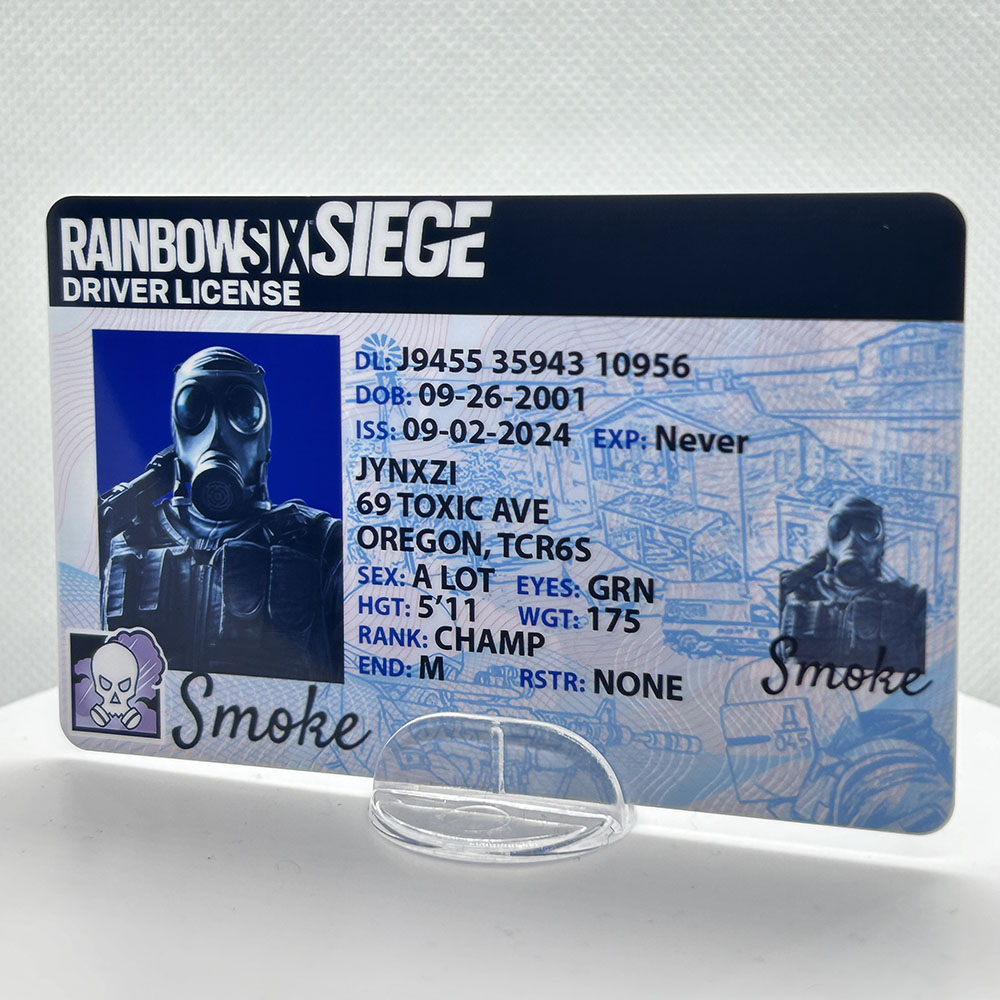 RAINBOWSIX SIEGE
DRIVER LICENSE
DL: J9455 35943 10956
DOB: 09-26-2001
ISS: 09-02-2024 EXP: Never
JYNXZI
69 TOXIC AVE
OREGON, TCR6S
SEX: A LOT EYES: GRN
HGT: 5'11 WGT: 175
RANK: CHAMP
END: M RSTR: NONE
Smoke
Smoke